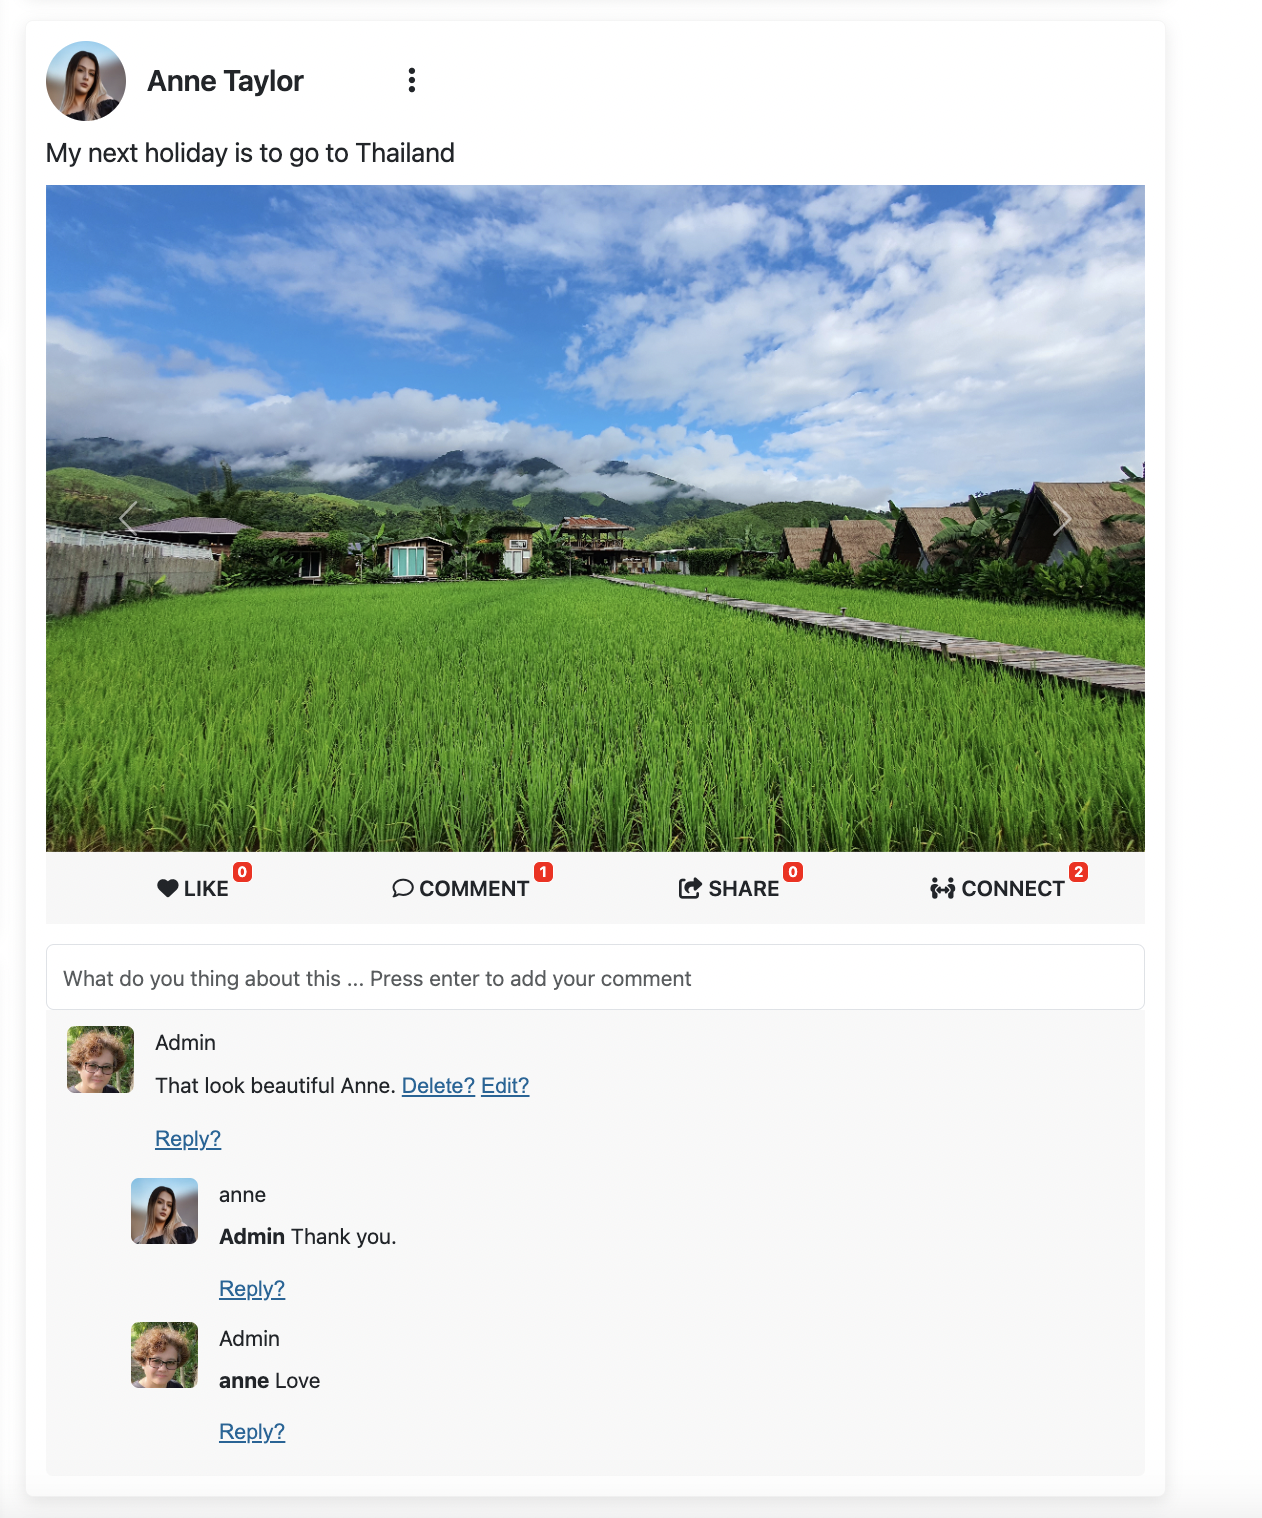 Anne Taylor
My next holiday is to go to Thailand
LIKE 0 COMMENT 1 SHARE 0 CONNECT 2
What do you thing about this ... Press enter to add your comment
Admin
That look beautiful Anne. Delete? Edit?
Reply?
anne
Admin Thank you.
Reply?
Admin
anne Love
Reply?